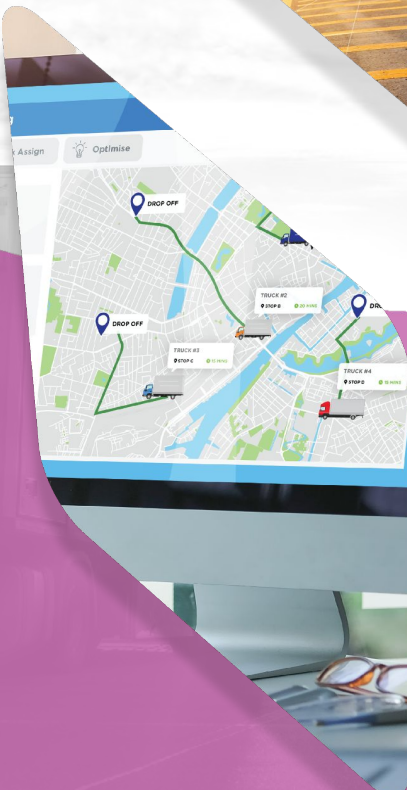 Assign
Optimise
DROP OFF
TRUCK #2
STOP B 20 MINS
DROP OFF
TRUCK #3
STOP C 17 MINS
TRUCK #4
STOP D 15 MINS